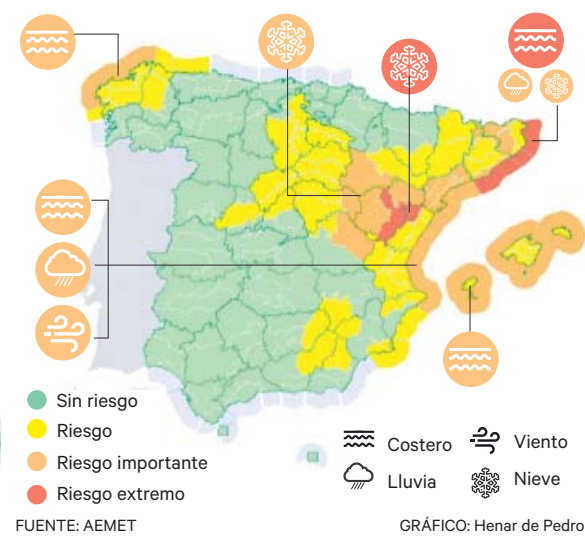 Sin riesgo
Riesgo
Riesgo importante
Riesgo extremo
Costero
Viento
Lluvia
Nieve
FUENTE: AEMET
GRÁFICO: Henar de Pedro